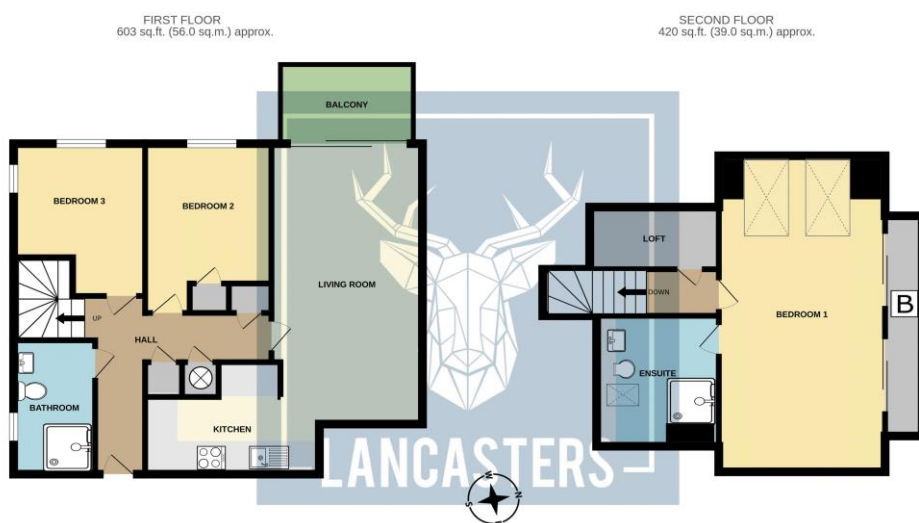 FIRST FLOOR
603 sq.ft. (56.0 sq.m.) approx.
SECOND FLOOR
420 sq.ft. (39.0 sq.m.) approx.
BALCONY
BEDROOM 3
BEDROOM 2
LIVING ROOM
UP
HALL
BATHROOM
KITCHEN
LOFT
DOWN
BEDROOM 1
B
ENSUITE
LANCASTERS
W
N
S
E